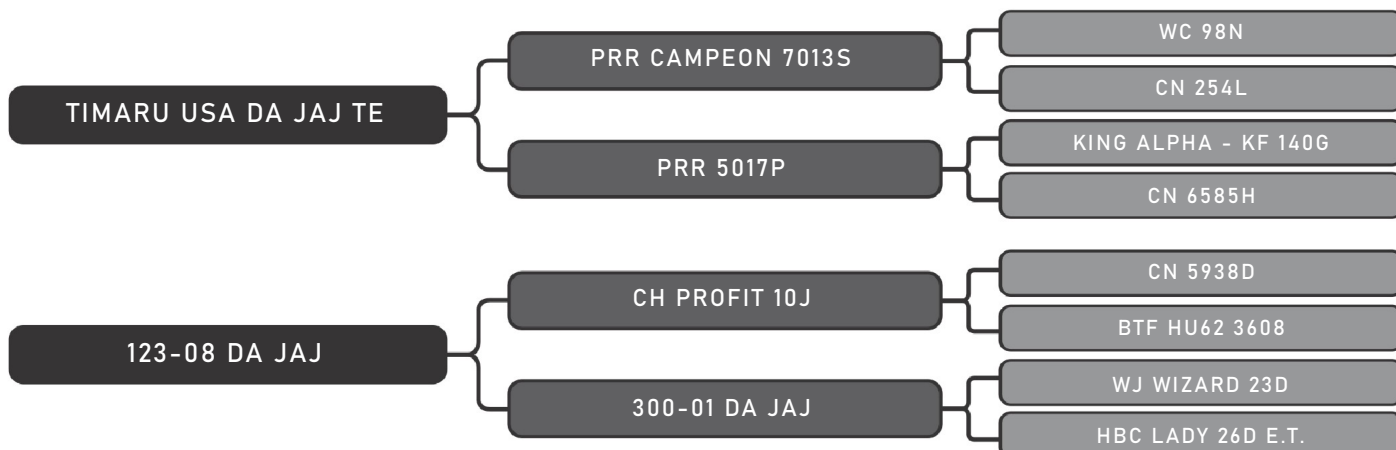 TIMARU USA DA JAJ TE
PRR CAMPEON 7013S
WC 98N
CN 254L
PRR 5017P
KING ALPHA - KF 140G
CN 6585H
123-08 DA JAJ
CH PROFIT 10J
CN 5938D
BTF HU62 3608
300-01 DA JAJ
WJ WIZARD 23D
HBC LADY 26D E.T.